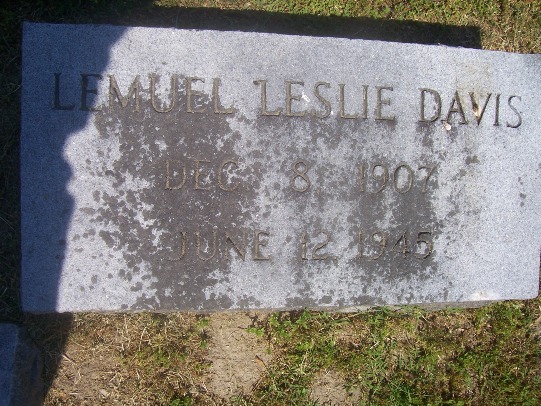 LEMUEL LESLIE DAVIS
DEC. 8 1907
JUNE 12, 1945